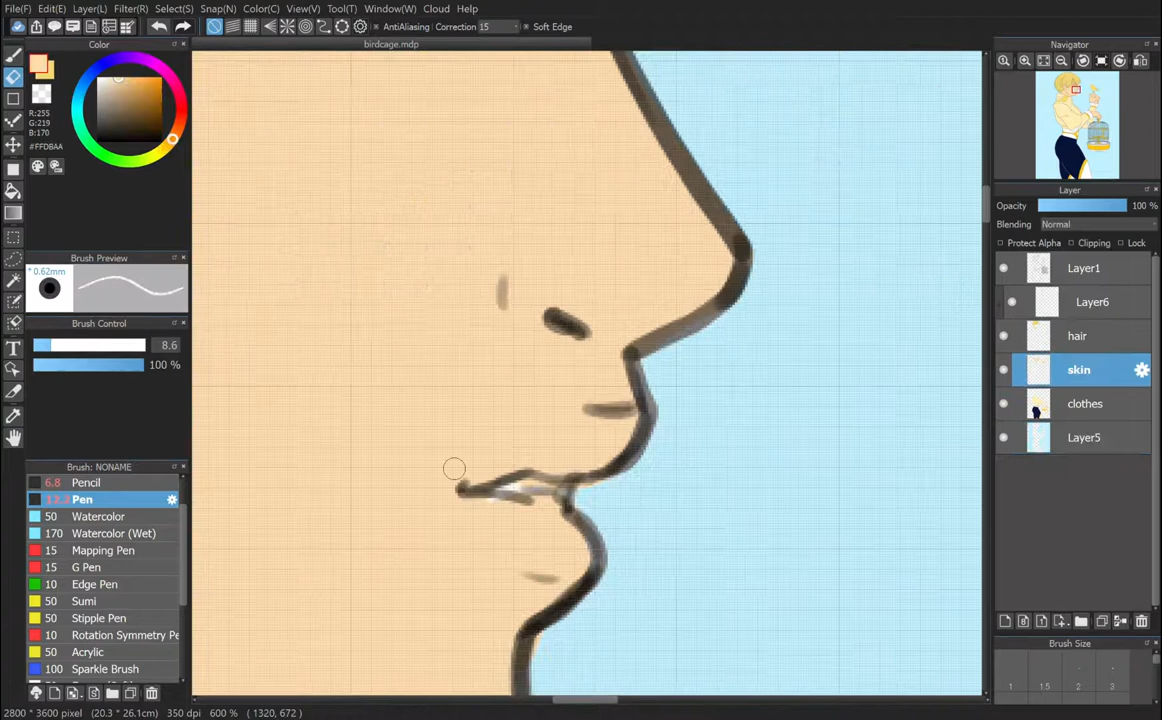 File(F) Edit(E) Layer(L) Filter(R) Select(S) Snap(N) Color(C) View(V) Tool(T) Window(W) Cloud Help
AntiAliasing Correction 15 Soft Edge
Color
birdcage.mdp
Navigator
R:255
G:219
B:170
#FFDBAA
Layer
Opacity 100 %
Blending Normal
Protect Alpha Clipping Lock
Brush Preview
* 0.62mm
Layer1
Layer6
Brush Control
8.6
100 %
hair
skin
clothes
Layer5
Brush: NONAME
6.8 Pencil
Pen
50 Watercolor
170 Watercolor (Wet)
15 Mapping Pen
15 G Pen
10 Edge Pen
50 Sumi
50 Stipple Pen
10 Rotation Symmetry Pe
50 Acrylic
100 Sparkle Brush
Brush Size
1 1.5 2 3
2800 * 3600 pixel (20.3 * 26.1cm) 350 dpi 600 % ( 1320, 672 )